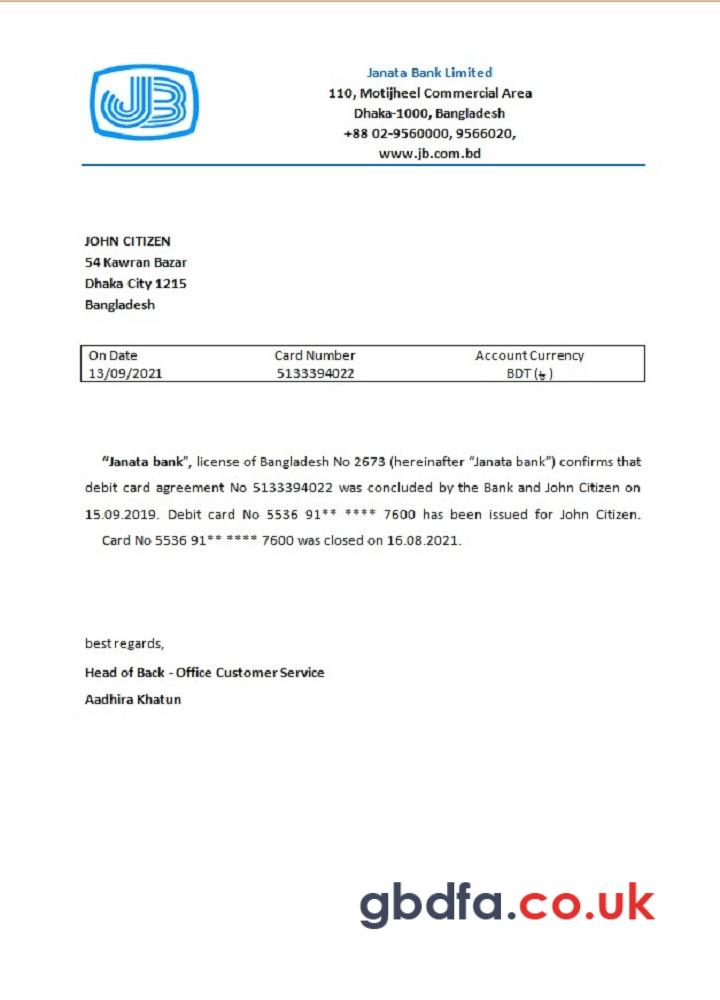 JB
Janata Bank Limited
110, Motijheel Commercial Area
Dhaka-1000, Bangladesh
+88 02-9560000, 9566020,
www.jb.com.bd
JOHN CITIZEN
54 Kawran Bazar
Dhaka City 1215
Bangladesh
On Date Card Number Account Currency
13/09/2021 5133394022 BDT (৳)
“Janata bank”, license of Bangladesh No 2673 (hereinafter “Janata bank”) confirms that
debit card agreement No 5133394022 was concluded by the Bank and John Citizen on
15.09.2019. Debit card No 5536 91** **** 7600 has been issued for John Citizen.
Card No 5536 91** **** 7600 was closed on 16.08.2021.
best regards,
Head of Back - Office Customer Service
Aadhira Khatun
gbdfa.co.uk